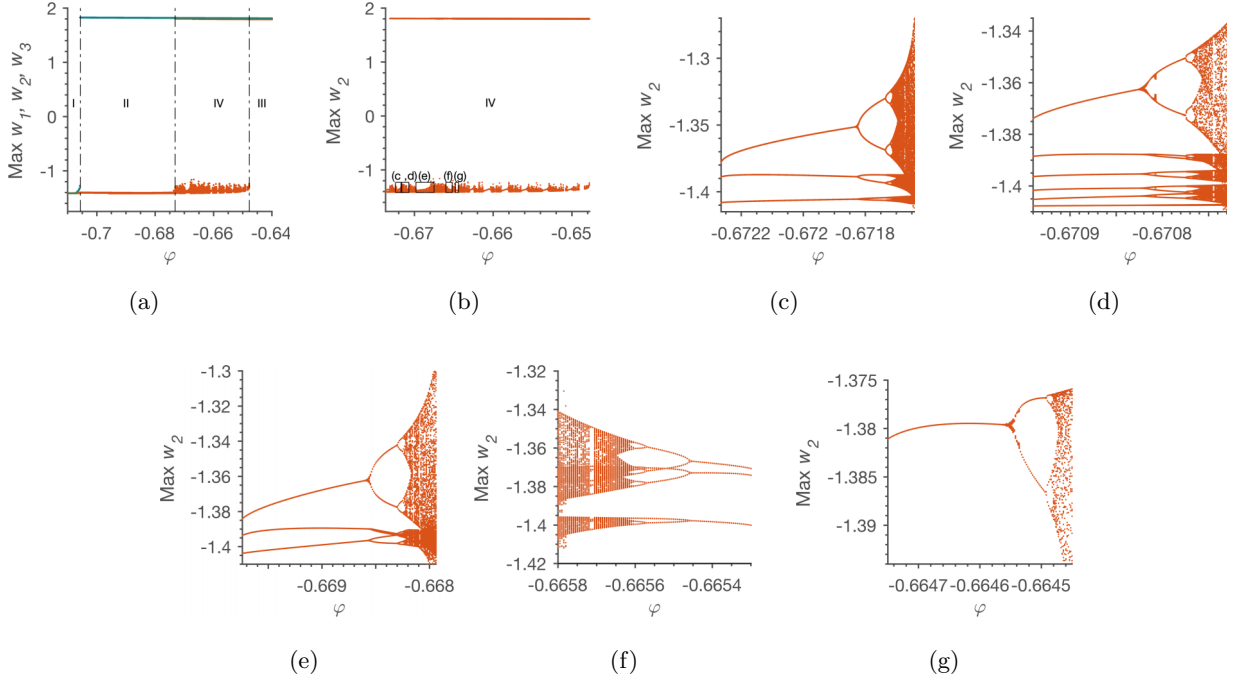 2
1
0
-1
Max w1, w2, w3
I
II
IV
III
-0.7
-0.68
-0.66
-0.64
φ
(a)
2
1
0
-1
Max w2
IV
(c
d)
(e)
(f)
(g)
-0.67
-0.66
-0.65
φ
(b)
-1.3
-1.35
-1.4
Max w2
-0.6722
-0.672
-0.6718
φ
(c)
-1.34
-1.36
-1.38
-1.4
Max w2
-0.6709
-0.6708
φ
(d)
-1.3
-1.32
-1.34
-1.36
-1.38
-1.4
Max w2
-0.669
-0.668
φ
(e)
-1.32
-1.34
-1.36
-1.38
-1.4
-1.42
Max w2
-0.6658
-0.6656
-0.6654
φ
(f)
-1.375
-1.38
-1.385
-1.39
Max w2
-0.6647
-0.6646
-0.6645
φ
(g)